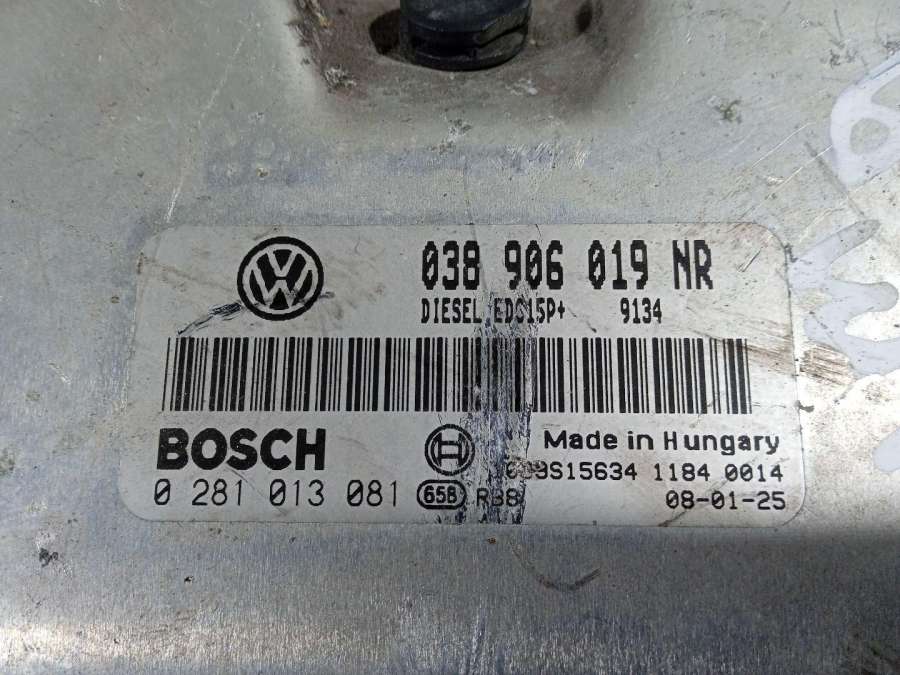 038 906 019 NR
DIESEL EDC15P+ 9134
BOSCH
Made in Hungary
1184 0014
0 281 013 081 658
08-01-25